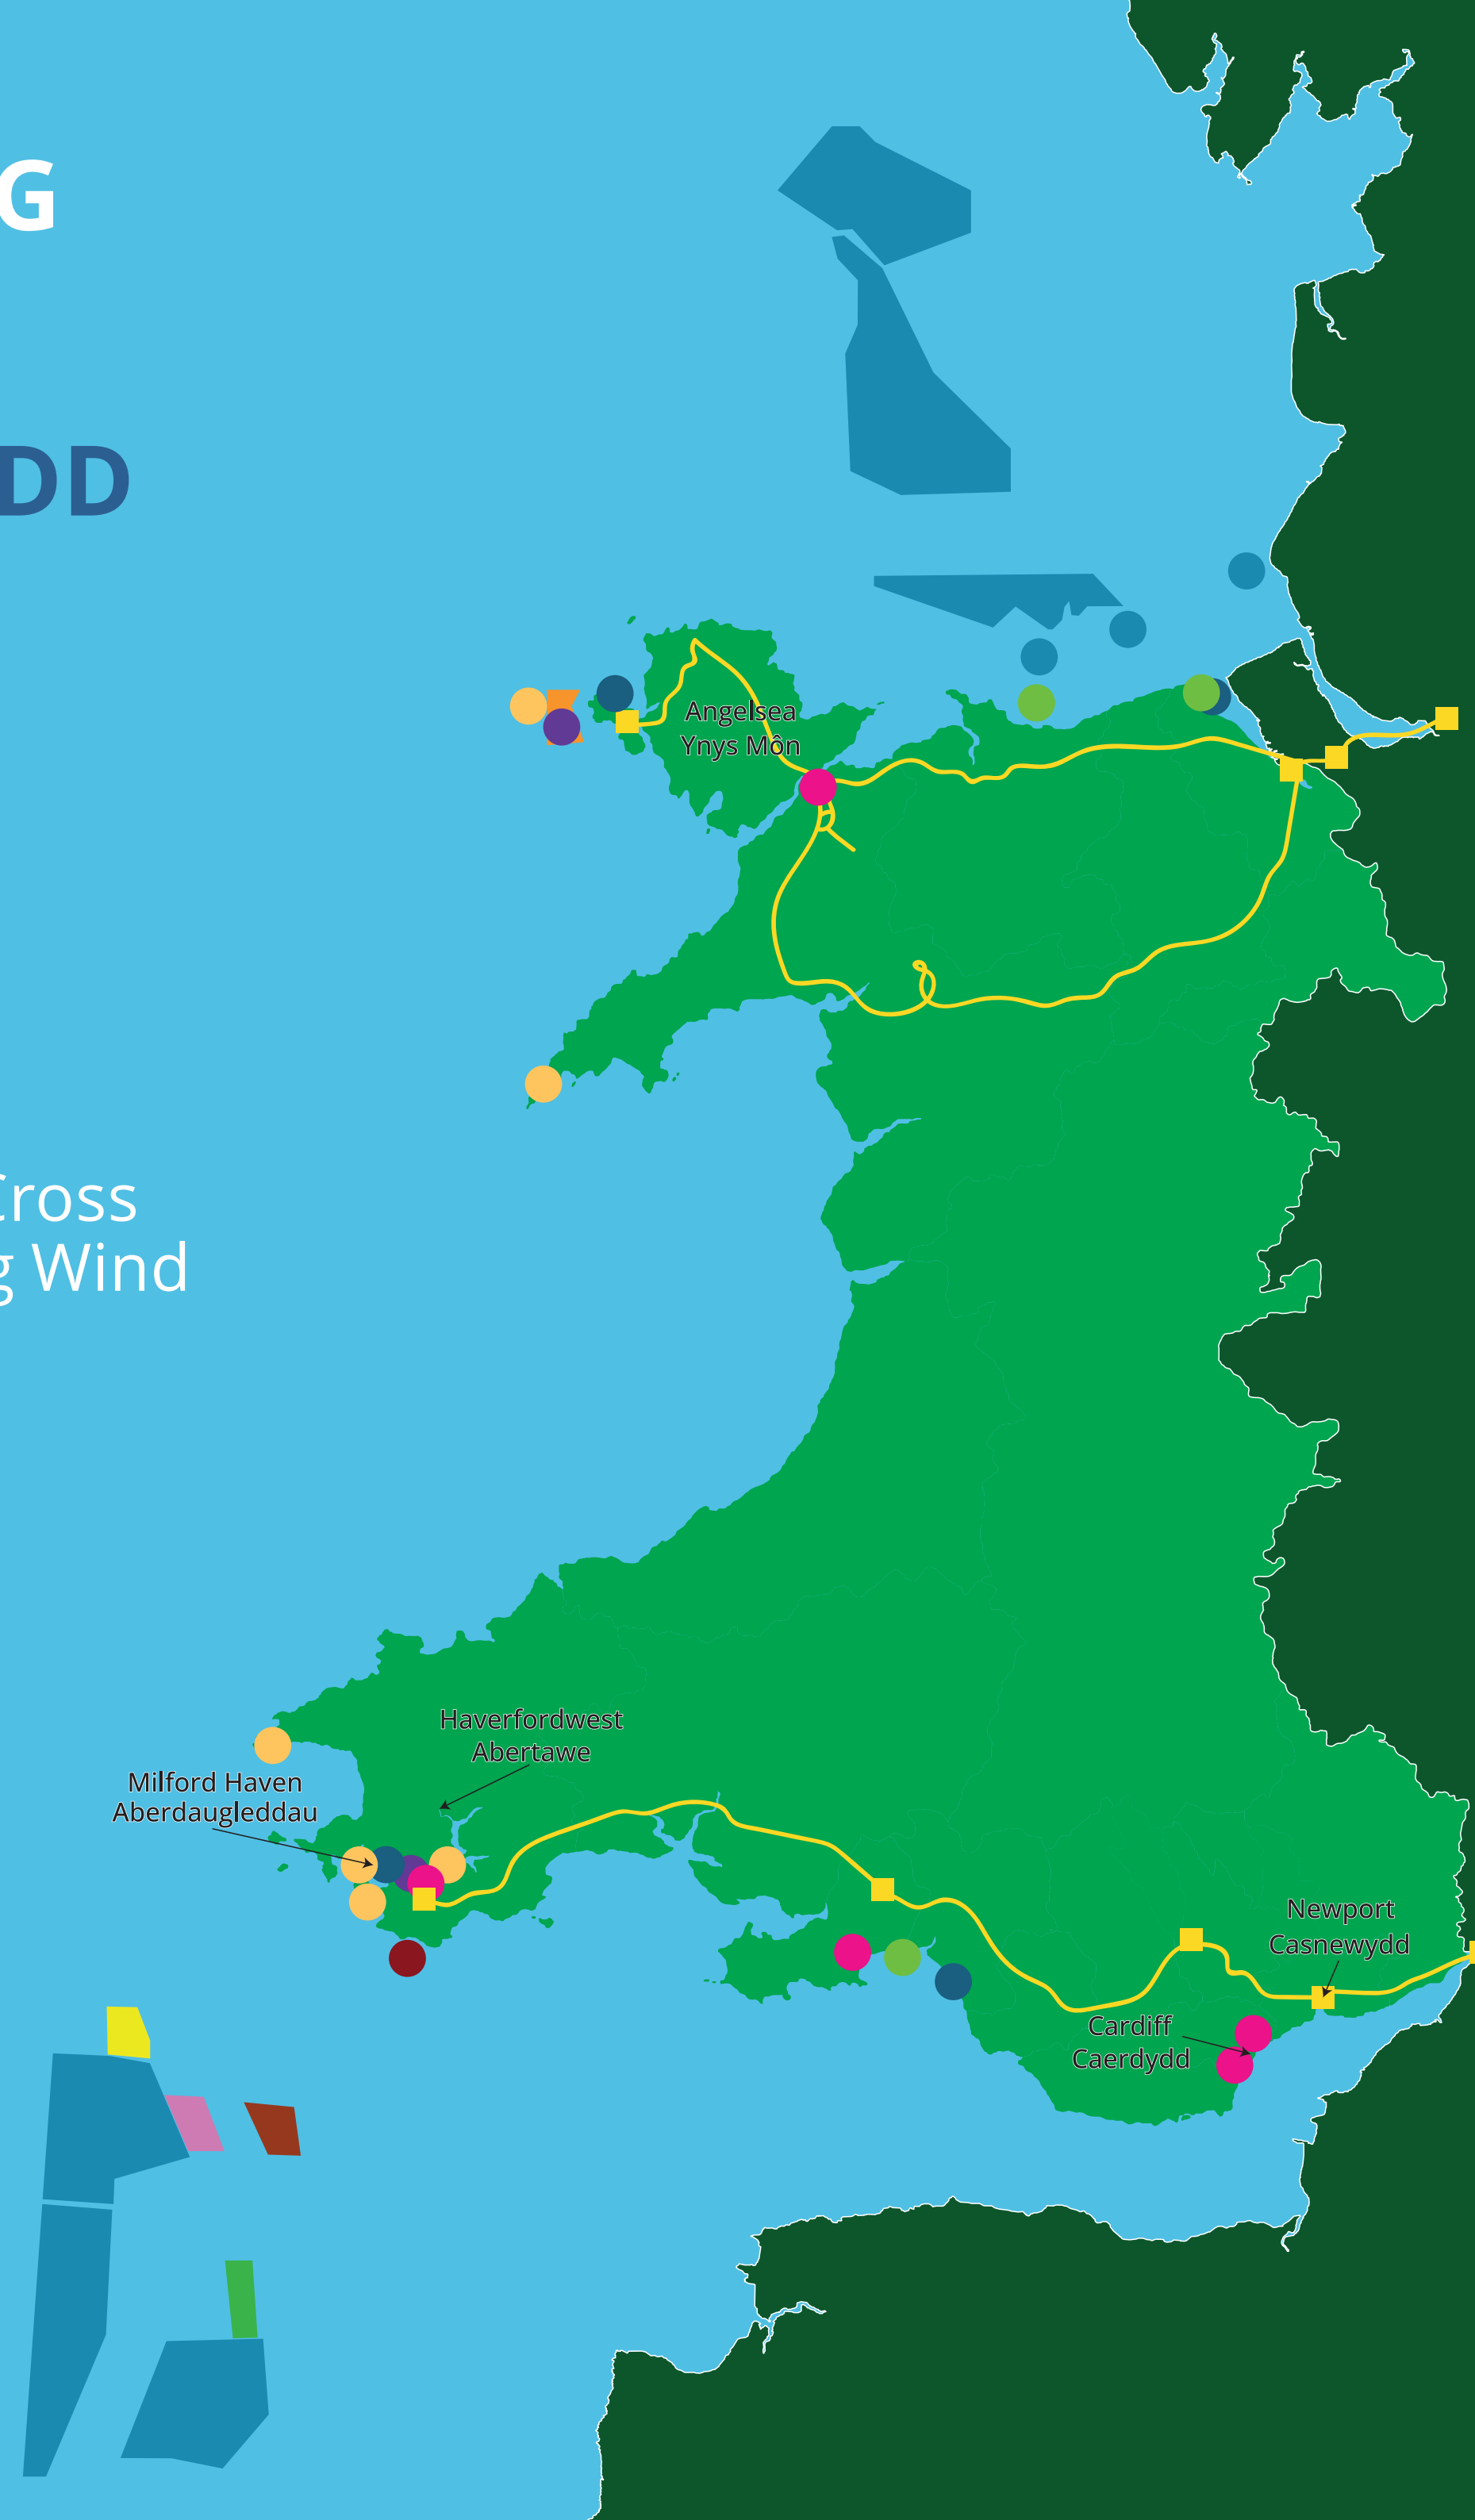 G
DD
Angelsea
Ynys Môn
Cross
g Wind
Haverfordwest
Abertawe
Milford Haven
Aberdaugleddau
Newport
Casnewydd
Cardiff
Caerdydd